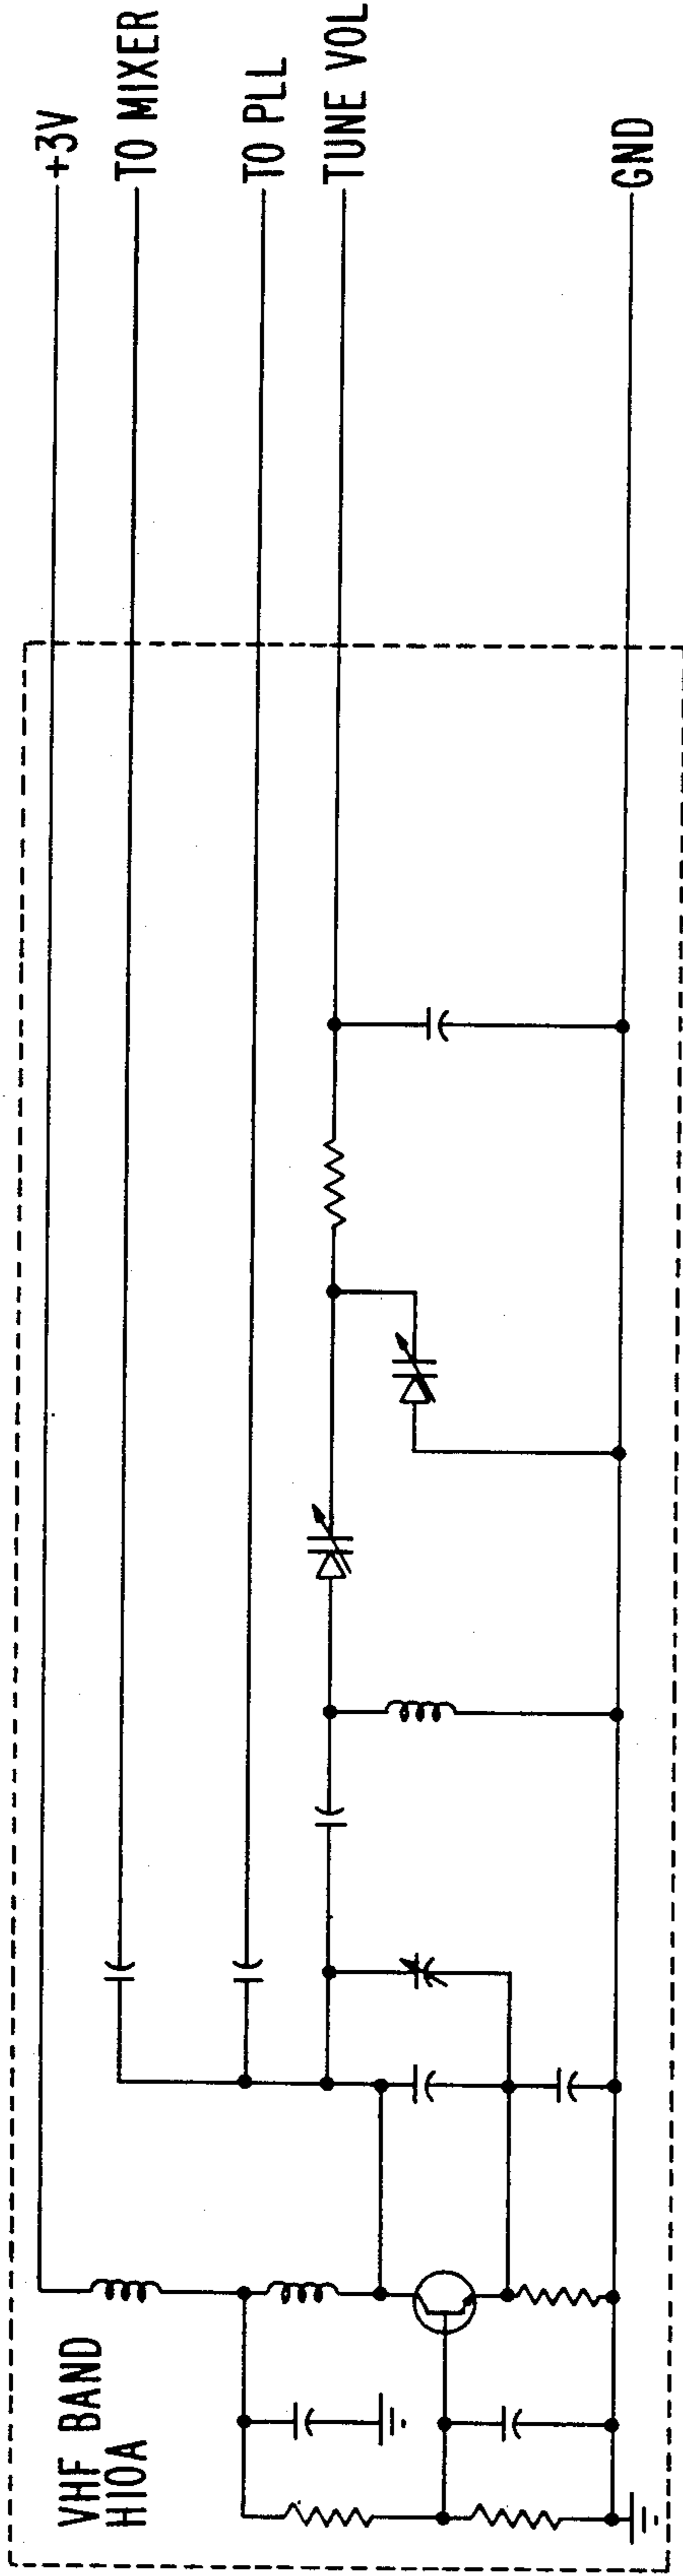 VHF BAND
H10A
+3V
TO MIXER
TO PLL
TUNE VOL
GND